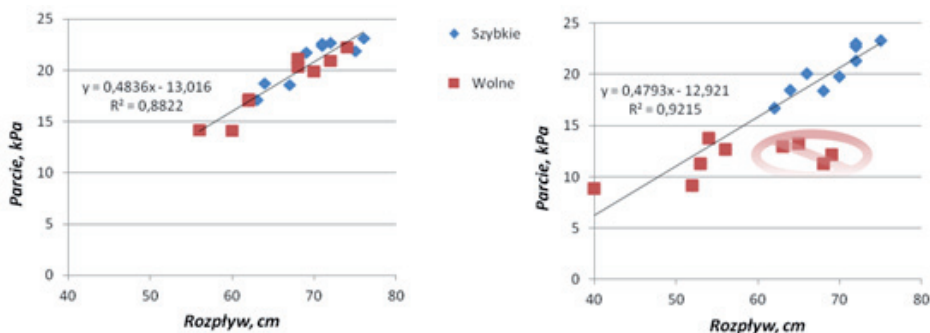 25
20
15
10
5
0
40
50
60
70
80
Parcie, kPa
Rozpływ, cm
y = 0,4836x - 13,016
R² = 0,8822
Szybkie
Wolne
25
20
15
10
5
0
40
50
60
70
80
Parcie, kPa
Rozpływ, cm
y = 0,4793x - 12,921
R² = 0,9215